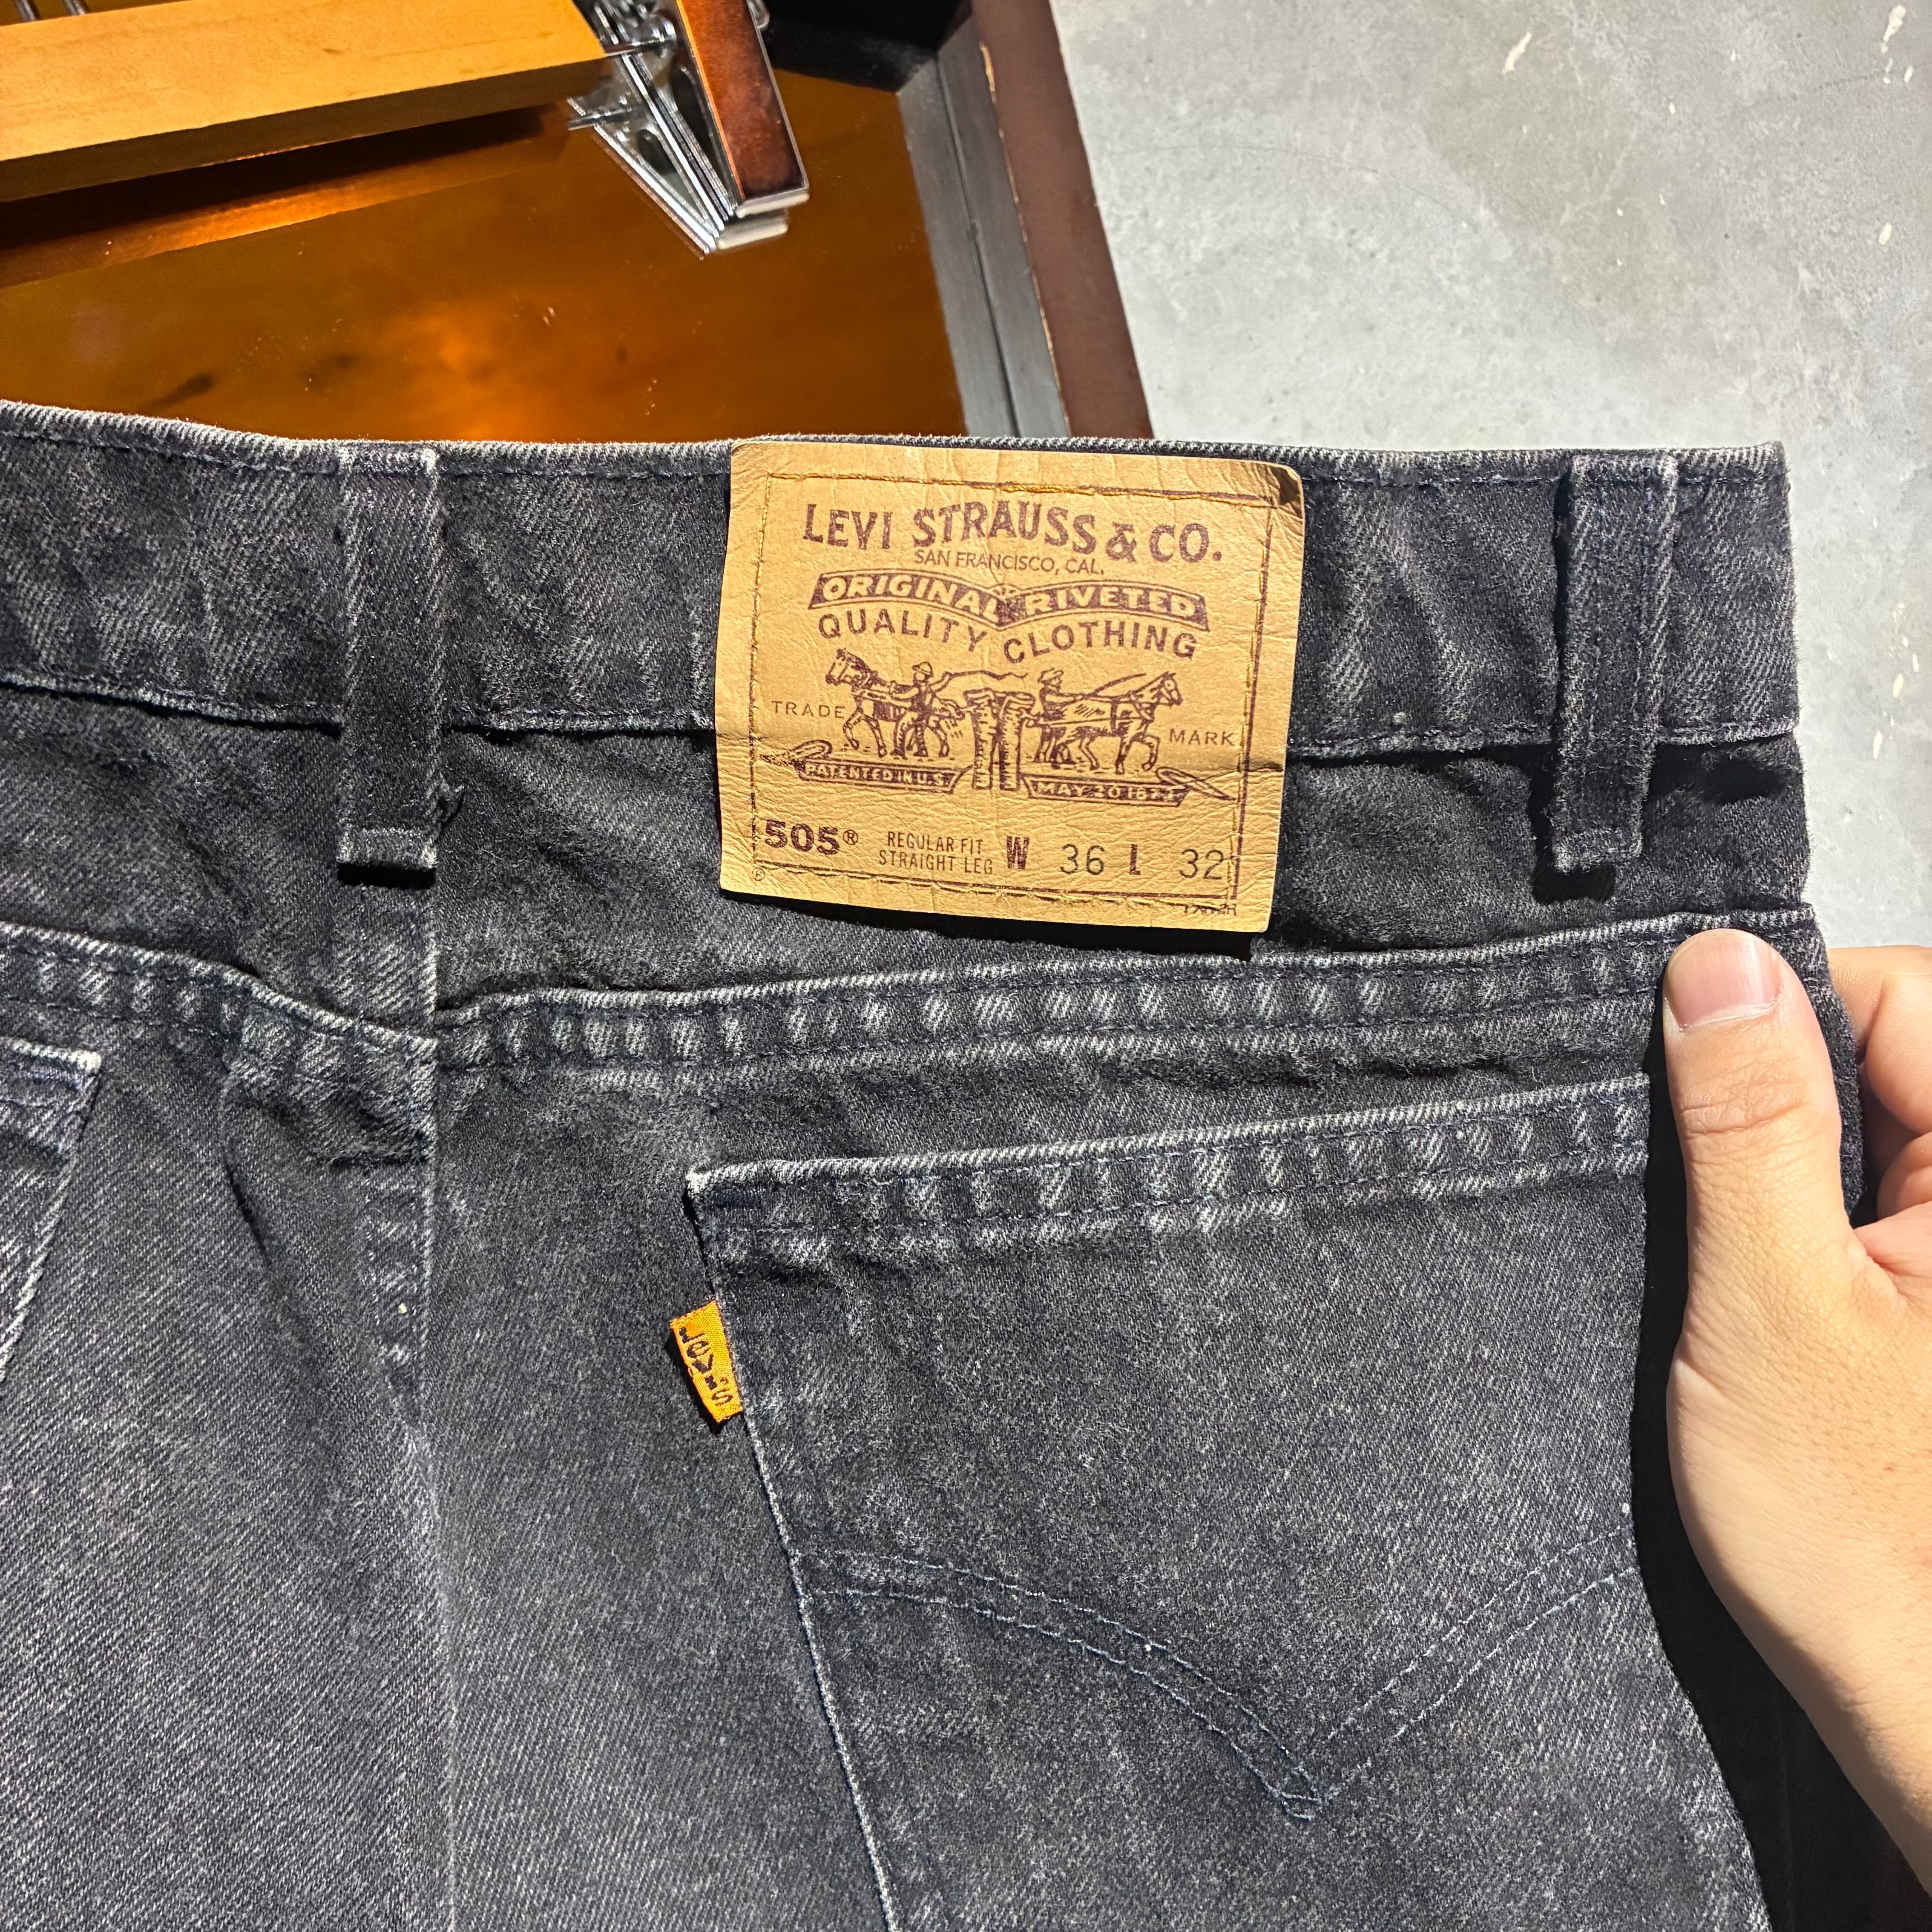 LEVI STRAUSS & CO.
SAN FRANCISCO, CAL.
ORIGINAL RIVETED
QUALITY CLOTHING
TRADE MARK
PATENTED IN U.S. MAY 20 1873
505® REGULAR FIT STRAIGHT LEG W 36 L 32
®
Levi's